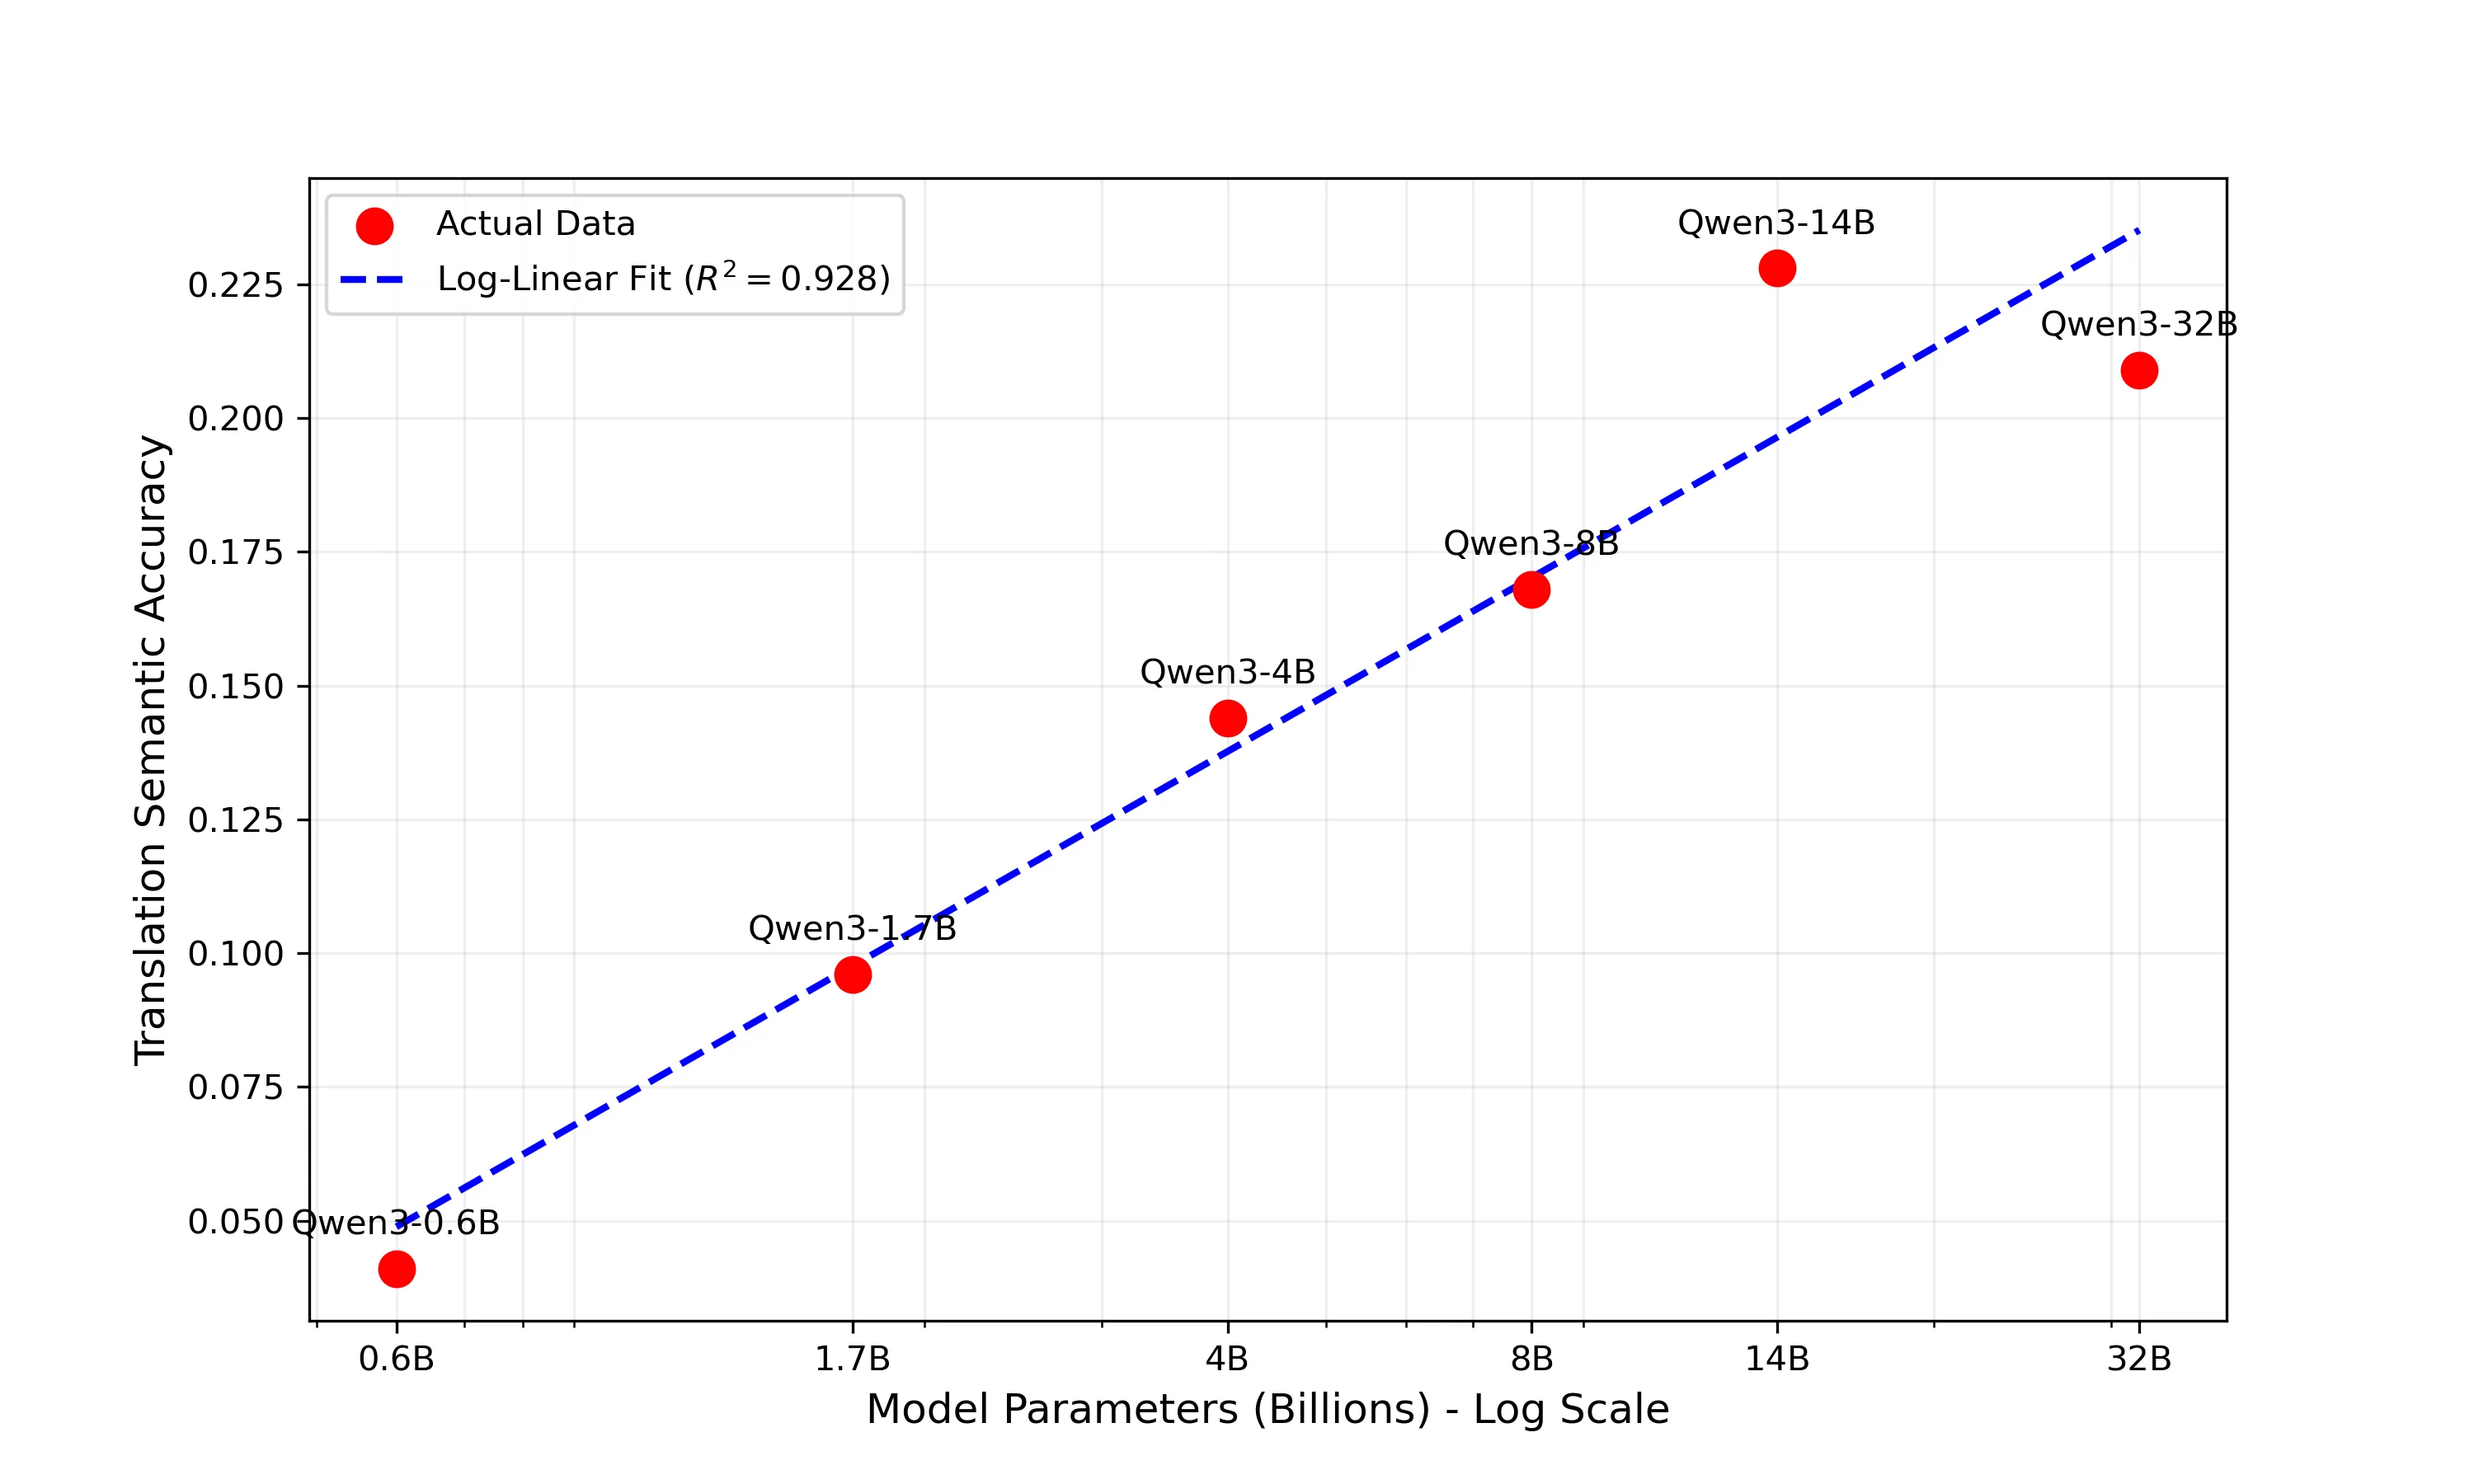 Actual Data
Log-Linear Fit (R² = 0.928)
Qwen3-14B
Qwen3-32B
Qwen3-8B
Qwen3-4B
Qwen3-1.7B
Qwen3-0.6B
Translation Semantic Accuracy
0.225
0.200
0.175
0.150
0.125
0.100
0.075
0.050
0.6B 1.7B 4B 8B 14B 32B
Model Parameters (Billions) - Log Scale